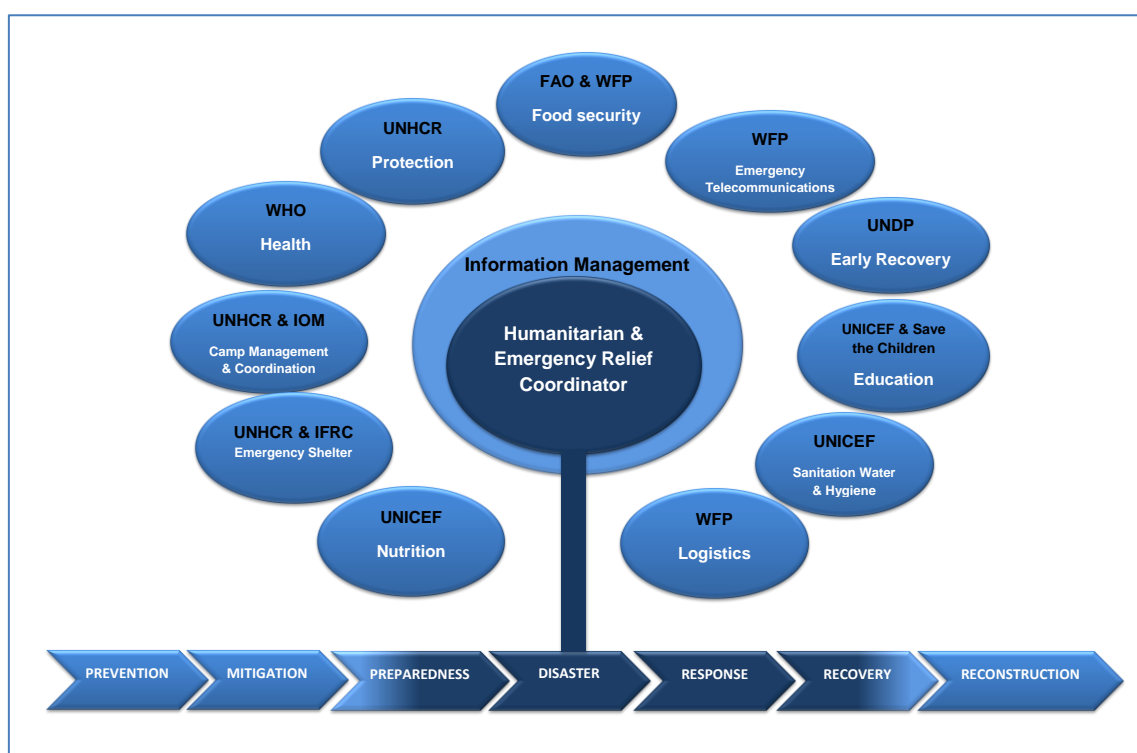 FAO & WFP
Food security
UNHCR
Protection
WFP
Emergency
Telecommunications
WHO
Health
UNDP
Early Recovery
Information Management
UNHCR & IOM
Camp Management
& Coordination
Humanitarian &
Emergency Relief
Coordinator
UNICEF & Save
the Children
Education
UNHCR & IFRC
Emergency Shelter
UNICEF
Sanitation Water
& Hygiene
UNICEF
Nutrition
WFP
Logistics
PREVENTION
MITIGATION
PREPAREDNESS
DISASTER
RESPONSE
RECOVERY
RECONSTRUCTION